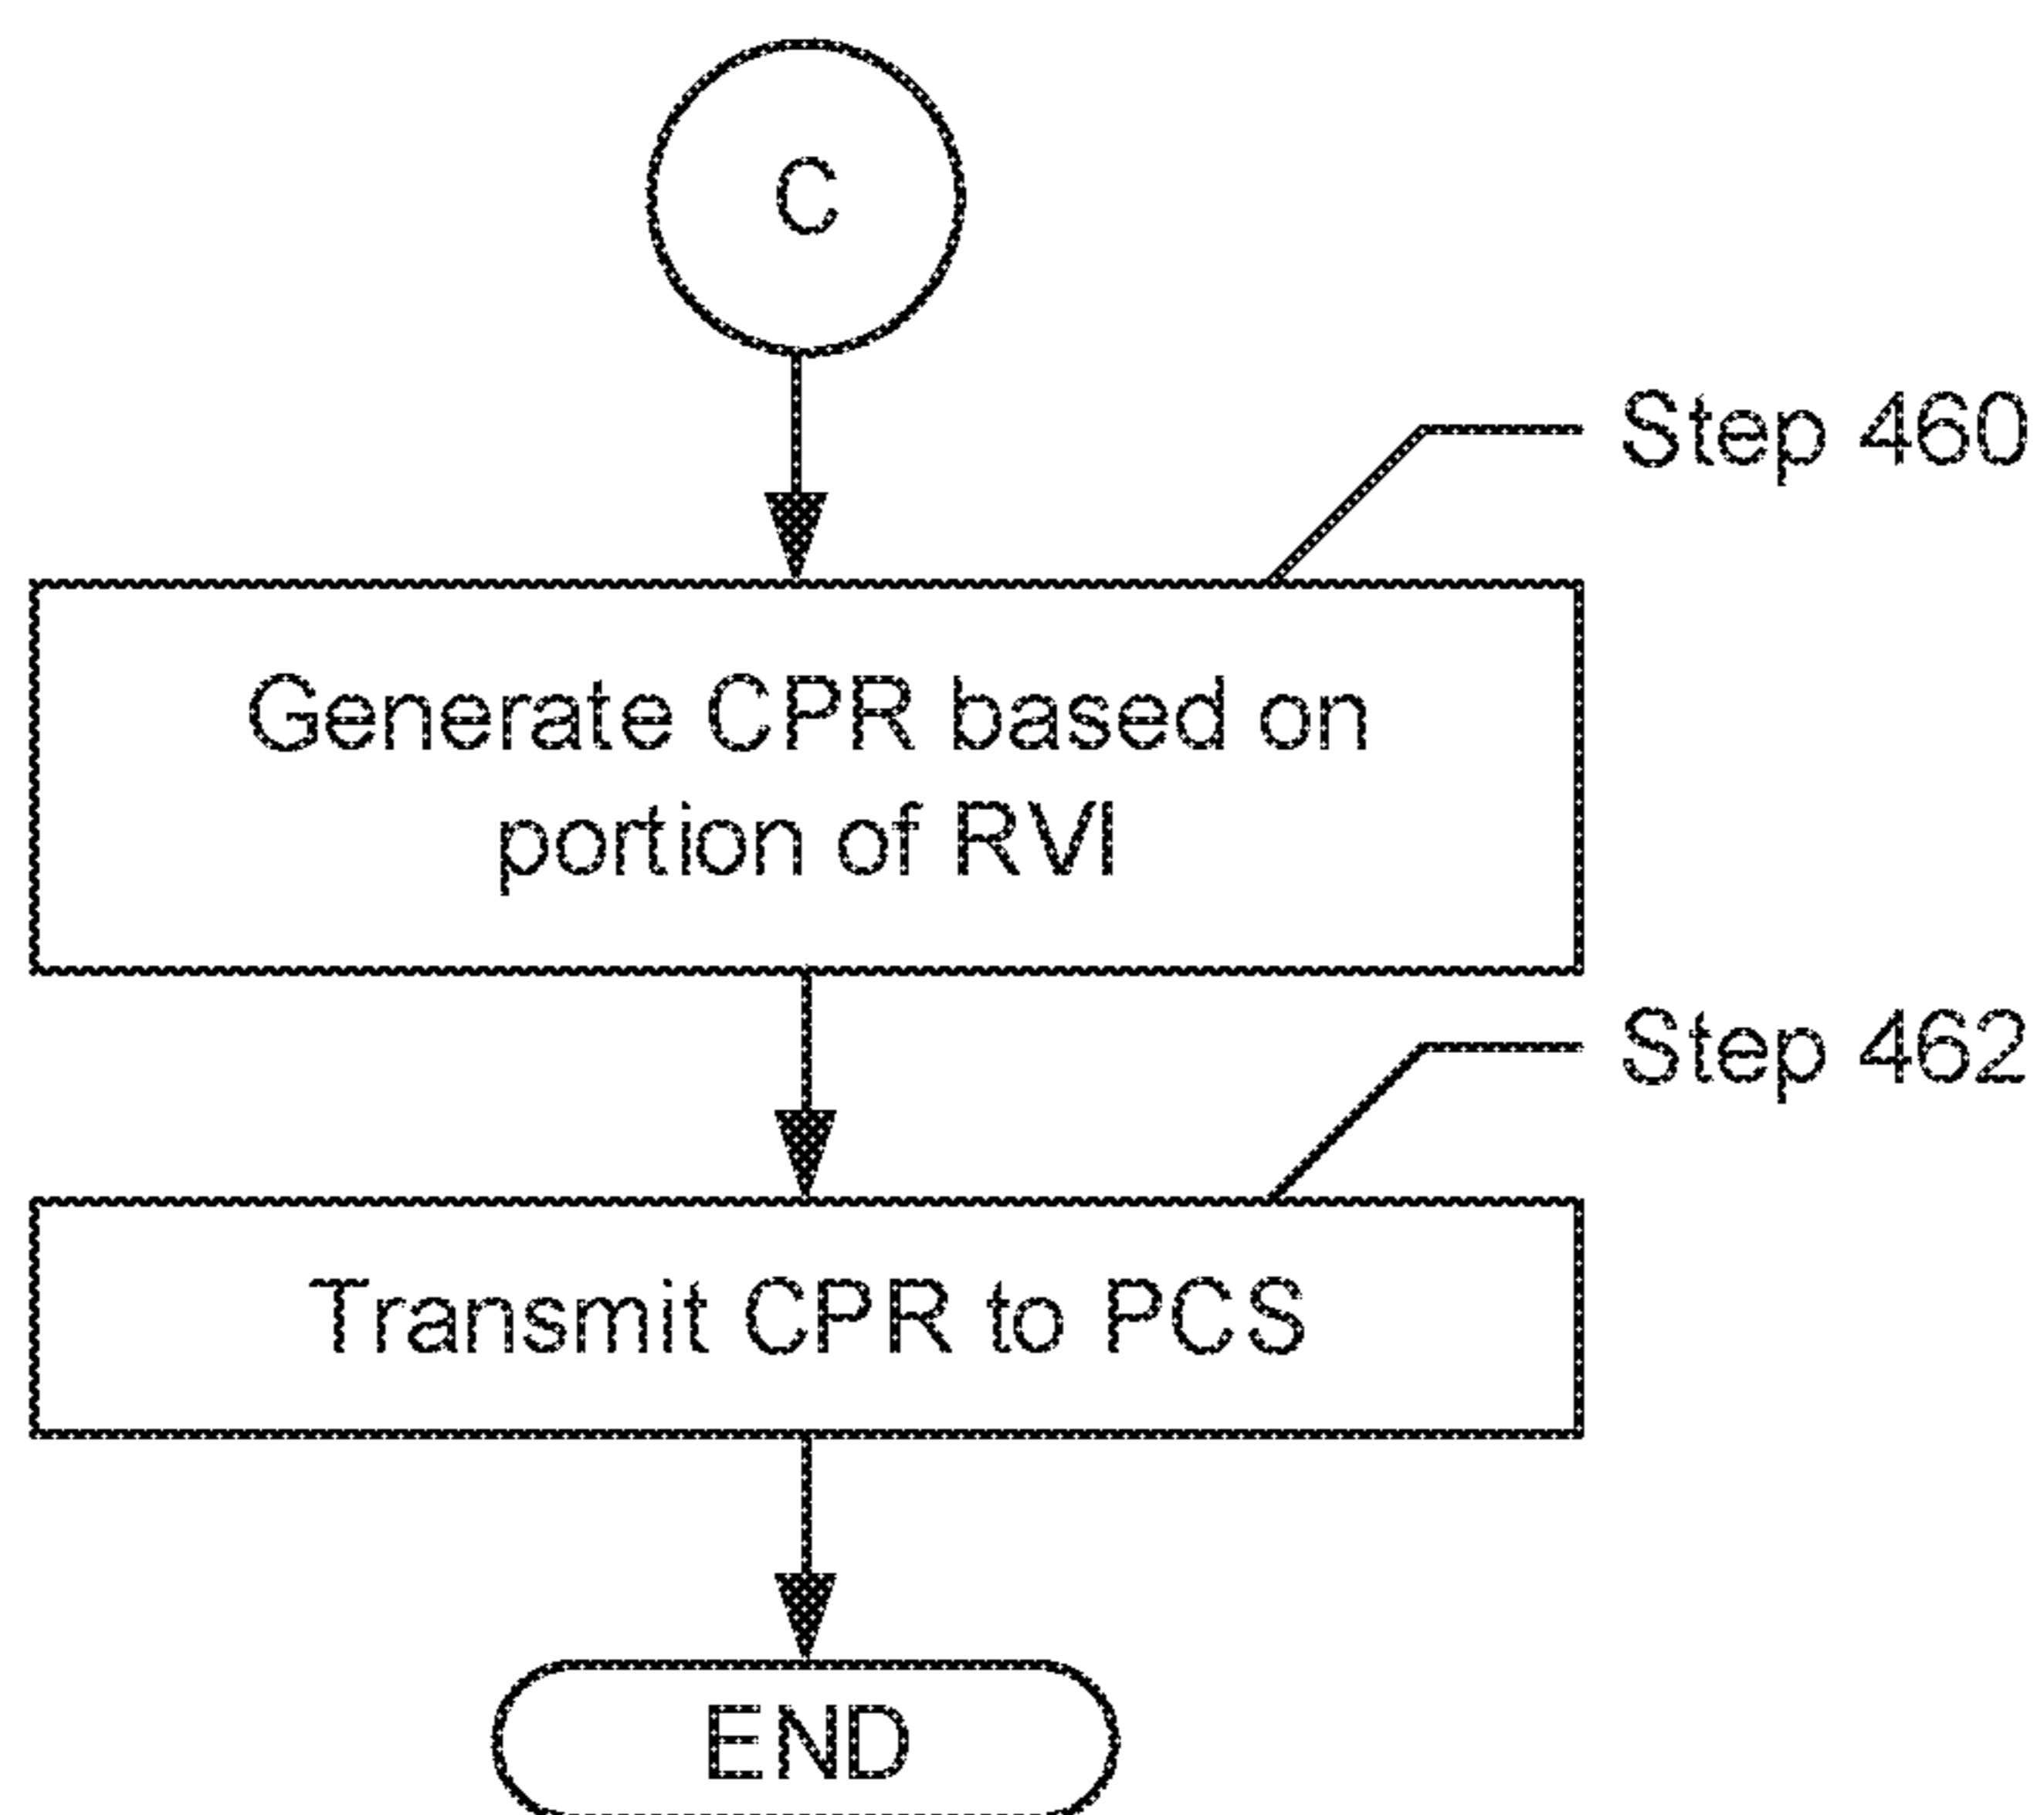 C
Step 460
Generate CPR based on
portion of RVI
Step 462
Transmit CPR to PCS
END